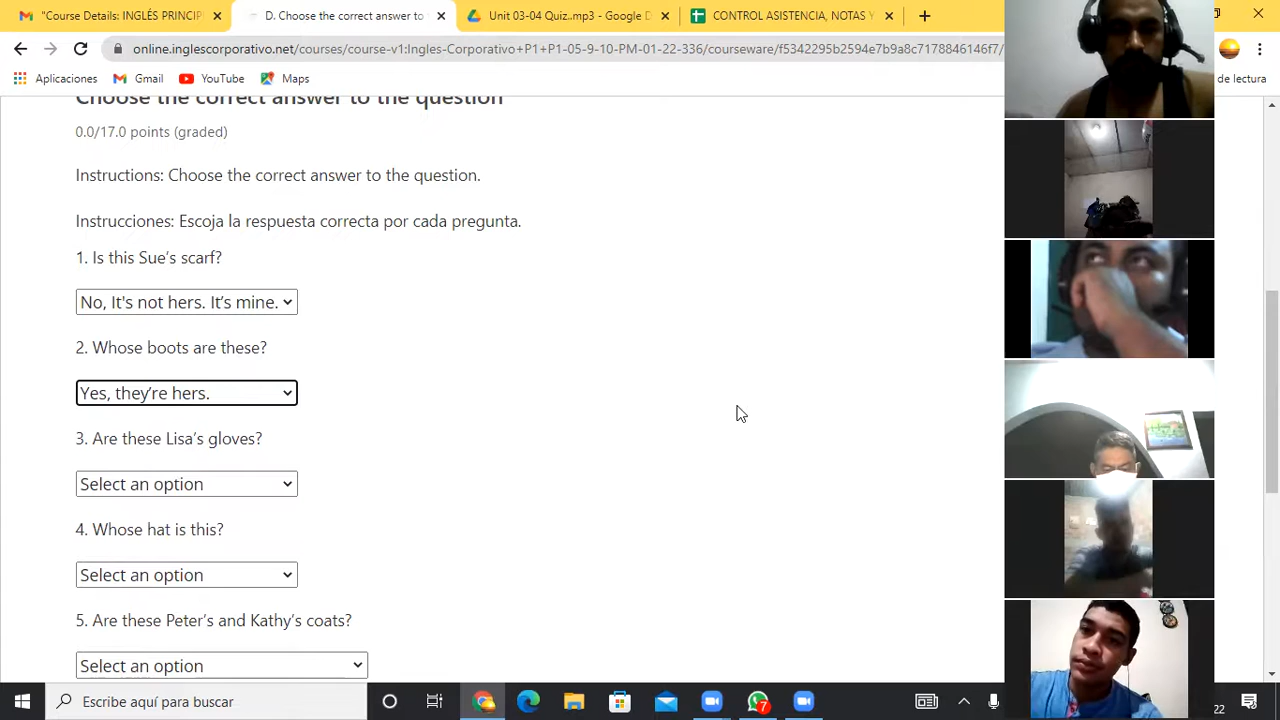 "Course Details: INGLÉS PRINCIP
D. Choose the correct answer to
Unit 03-04 Quiz..mp3 - Google D
CONTROL ASISTENCIA, NOTAS Y
online.inglescorporativo.net/courses/course-v1:Ingles-Corporativo+P1+P1-05-9-10-PM-01-22-336/courseware/f5342295b2594e7b9a8c7178846146f7/
Aplicaciones
Gmail
YouTube
Maps
de lectura
Choose the correct answer to the question
0.0/17.0 points (graded)
Instructions: Choose the correct answer to the question.
Instrucciones: Escoja la respuesta correcta por cada pregunta.
1. Is this Sue's scarf?
No, It's not hers. It's mine.
2. Whose boots are these?
Yes, they're hers.
3. Are these Lisa's gloves?
Select an option
4. Whose hat is this?
Select an option
5. Are these Peter's and Kathy's coats?
Select an option
Escribe aquí para buscar
7
22